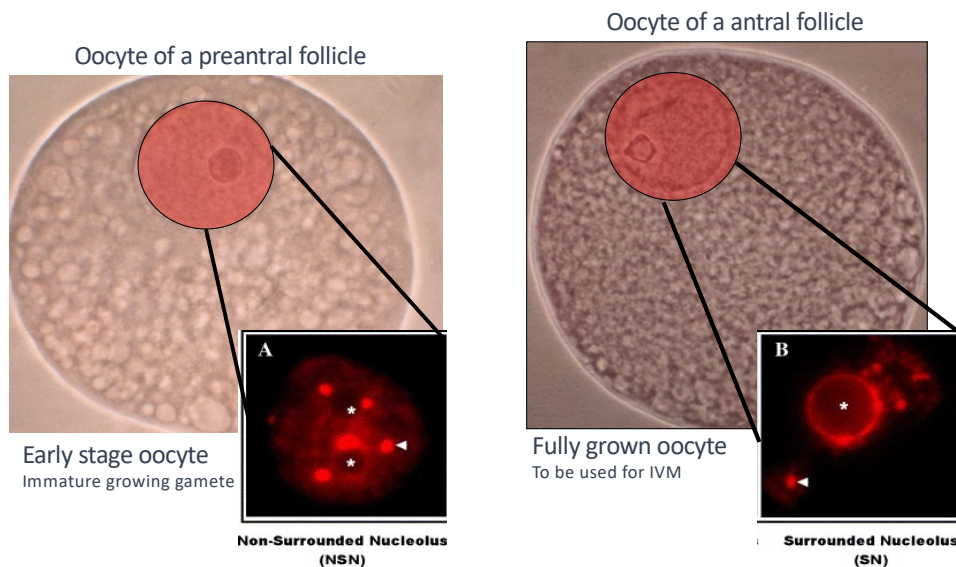 Oocyte of a preantral follicle
A
Early stage oocyte
Immature growing gamete
Non-Surrounded Nucleolus
(NSN)
Oocyte of a antral follicle
B
Fully grown oocyte
To be used for IVM
Surrounded Nucleolus
(SN)